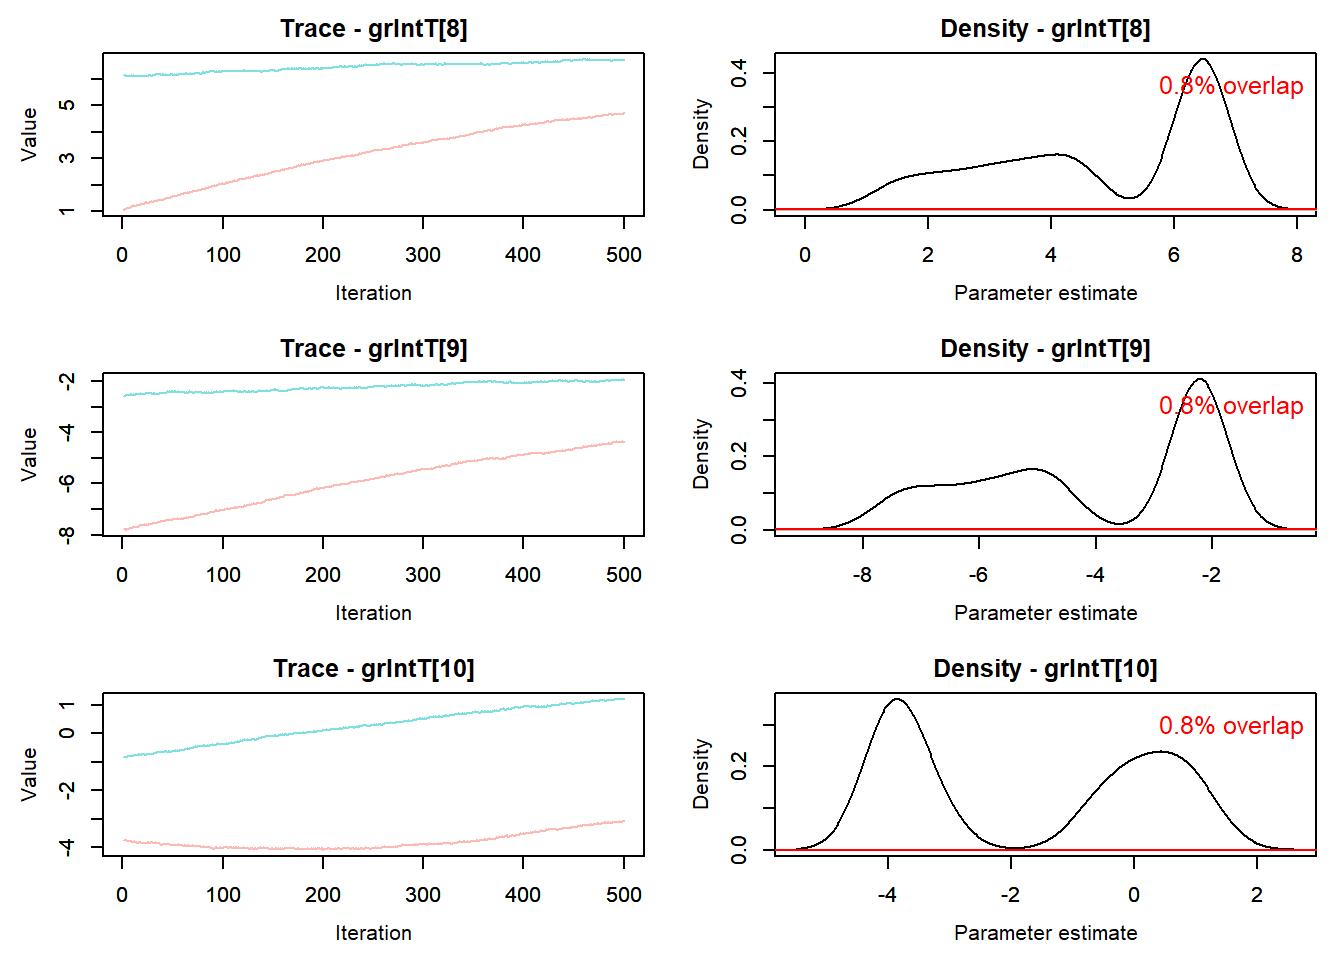 Trace - grIntT[8]
Value
1 3 5
0 100 200 300 400 500
Iteration
Density - grIntT[8]
0.8% overlap
Density
0.0 0.2 0.4
0 2 4 6 8
Parameter estimate
Trace - grIntT[9]
Value
-8 -6 -4 -2
0 100 200 300 400 500
Iteration
Density - grIntT[9]
0.8% overlap
Density
0.0 0.2 0.4
-8 -6 -4 -2
Parameter estimate
Trace - grIntT[10]
Value
-4 -2 0 1
0 100 200 300 400 500
Iteration
Density - grIntT[10]
0.8% overlap
Density
0.0 0.2
-4 -2 0 2
Parameter estimate